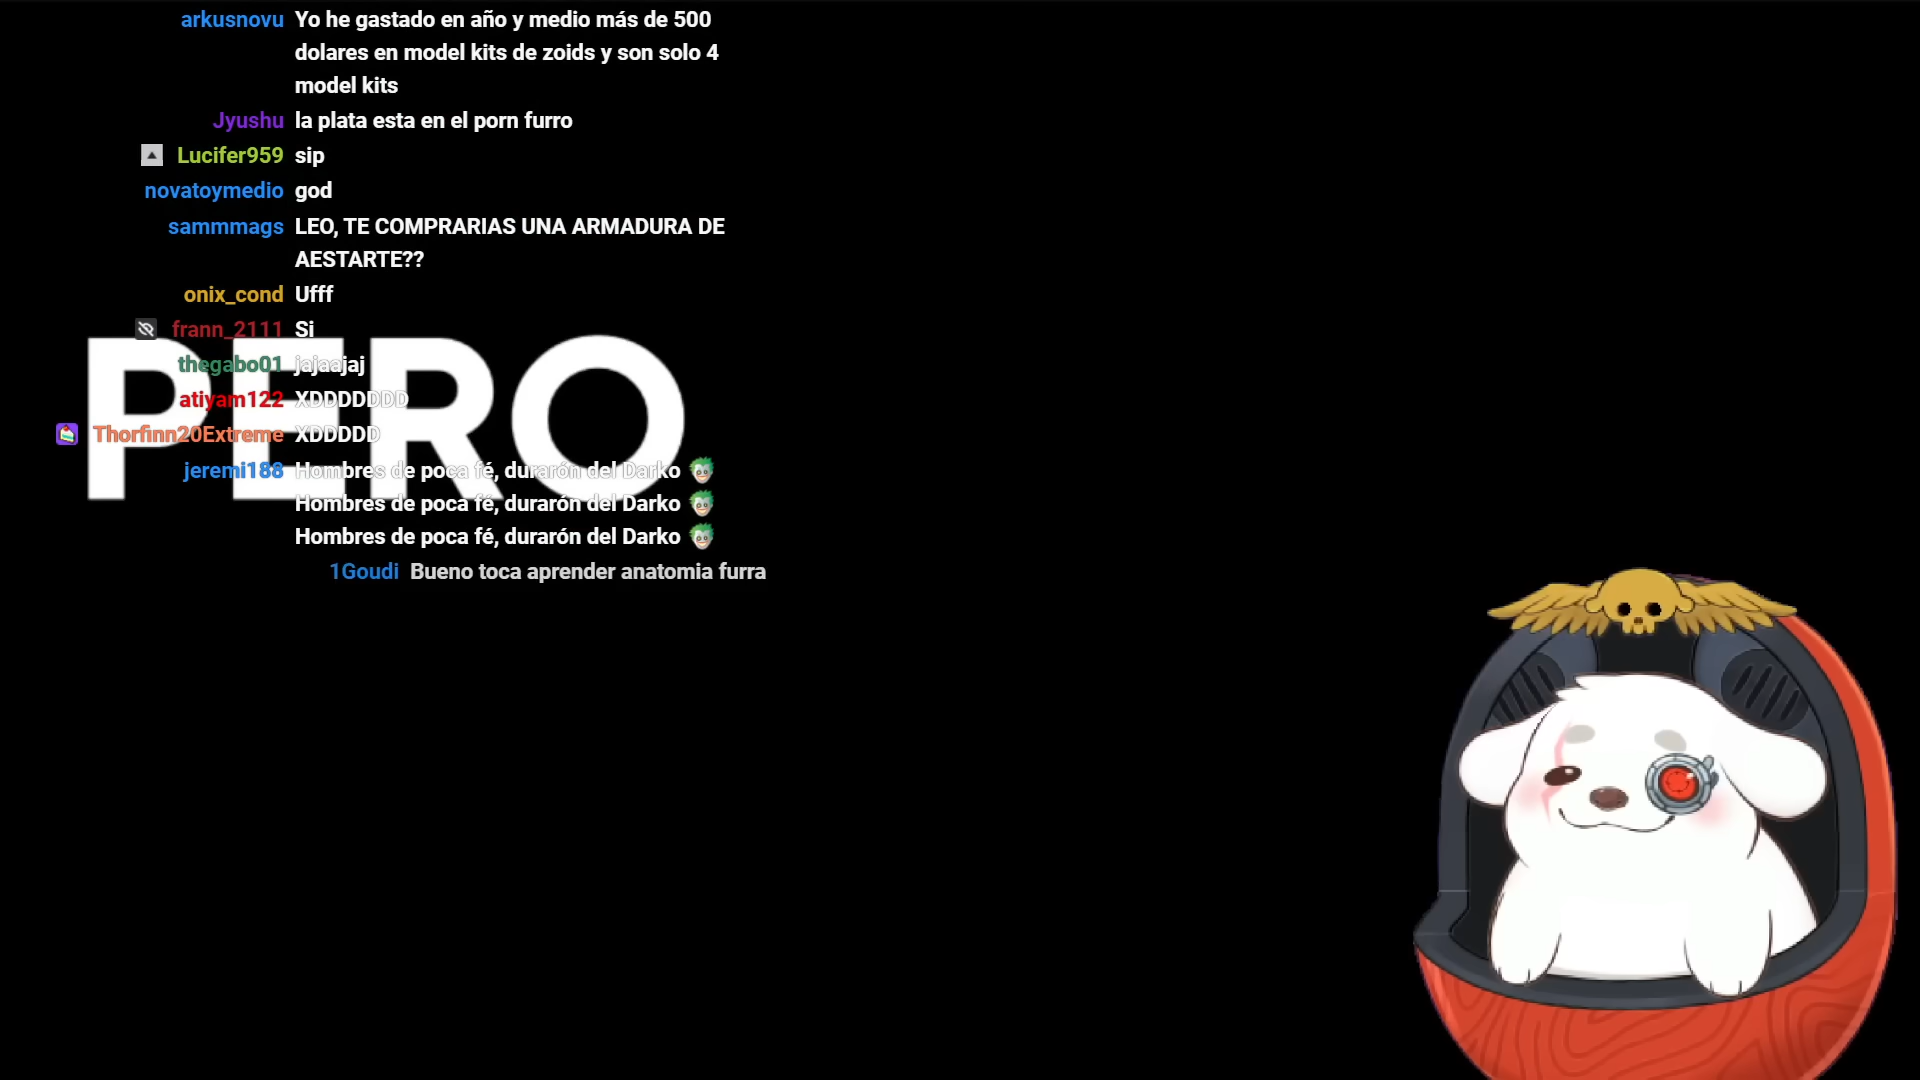 arkusnovu Yo he gastado en año y medio más de 500
dolares en model kits de zoids y son solo 4
model kits
Jyushu la plata esta en el porn furro
Lucifer959 sip
novatoymedio god
sammmags LEO, TE COMPRARIAS UNA ARMADURA DE
AESTARTE??
onix_cond Ufff
frann_2111 Si
PERO
thegabo01 jajaajaj
atiyam122 XDDDDDDD
Thorfinn20Extreme XDDDDD
jeremi188 Hombres de poca fé, durarón del Darko
Hombres de poca fé, durarón del Darko
Hombres de poca fé, durarón del Darko
1Goudi Bueno toca aprender anatomia furra